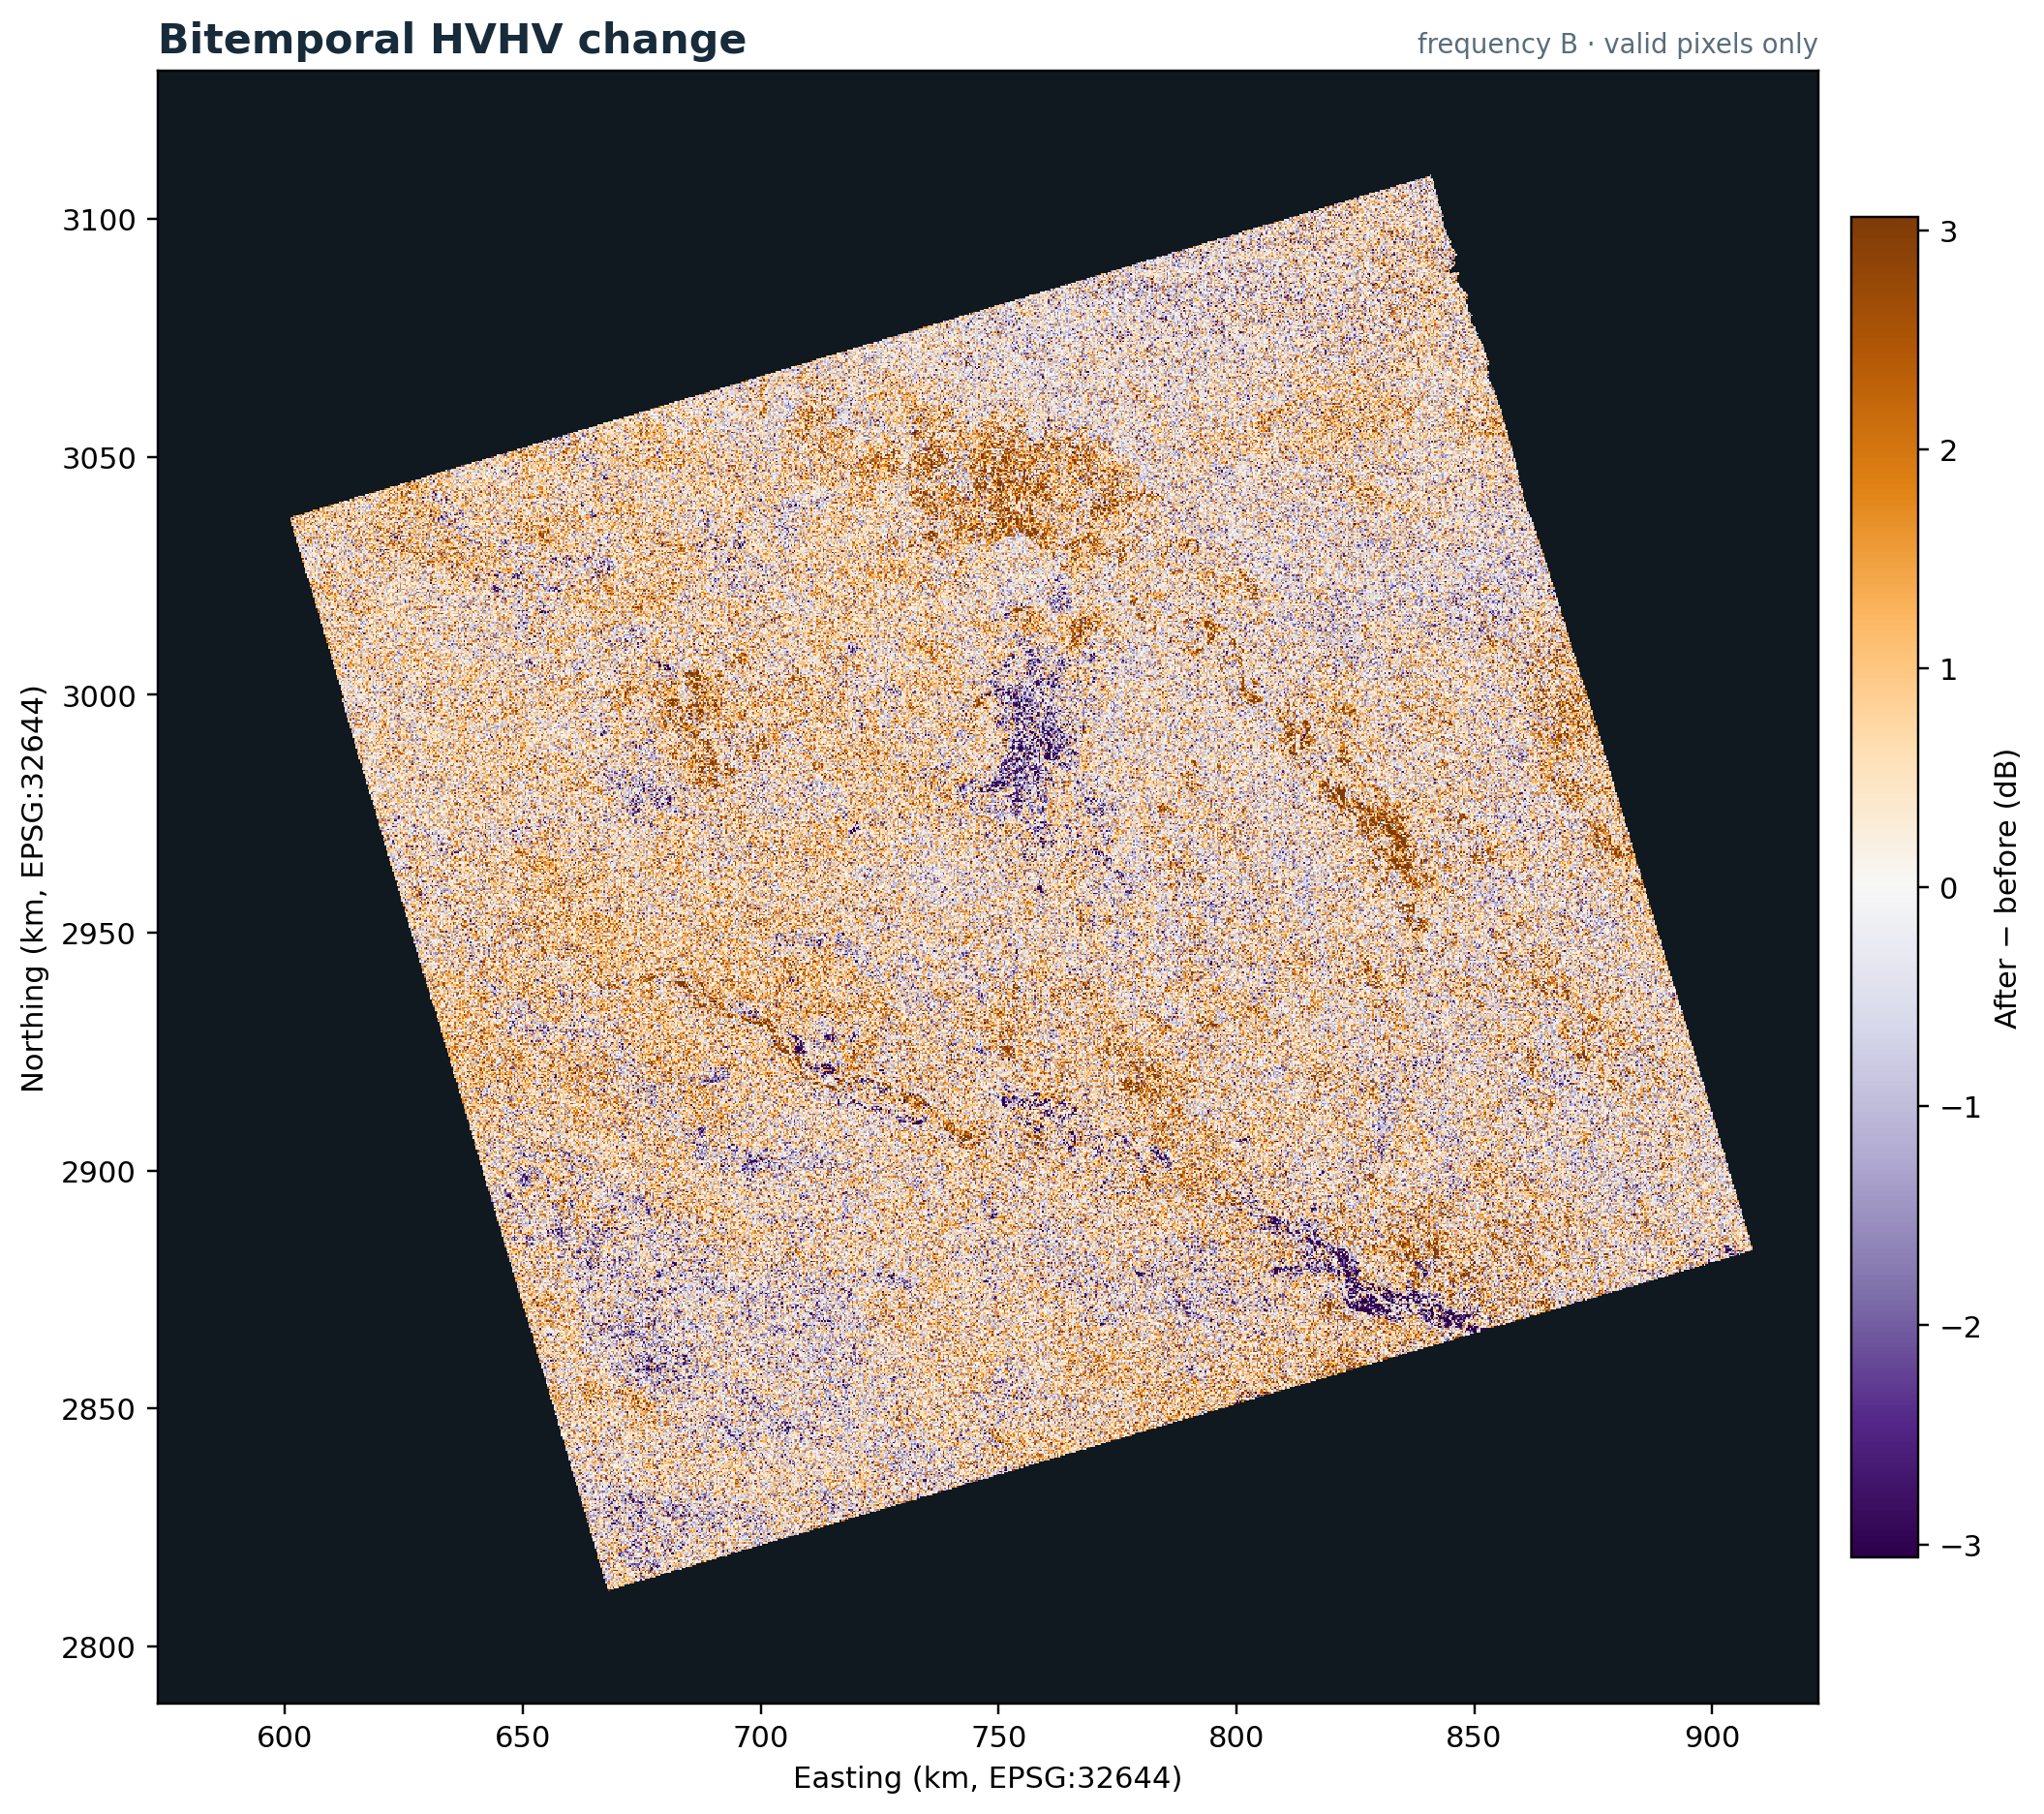 Bitemporal HVHV change
frequency B · valid pixels only
3100
3050
3000
2950
2900
2850
2800
Northing (km, EPSG:32644)
600 650 700 750 800 850 900
Easting (km, EPSG:32644)
3
2
1
0
−1
−2
−3
After − before (dB)